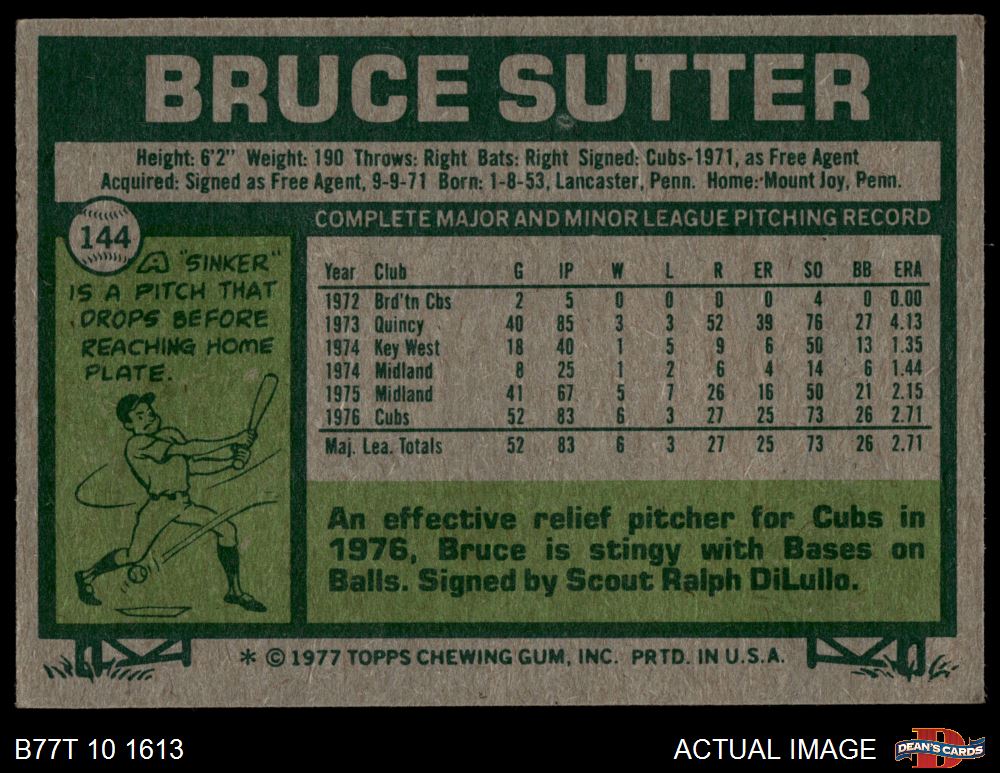 BRUCE SUTTER
Height: 6'2" Weight: 190 Throws: Right Bats: Right Signed: Cubs-1971, as Free Agent
Acquired: Signed as Free Agent, 9-9-71 Born: 1-8-53, Lancaster, Penn. Home: Mount Joy, Penn.
144
A "SINKER"
IS A PITCH THAT
DROPS BEFORE
REACHING HOME
PLATE.
COMPLETE MAJOR AND MINOR LEAGUE PITCHING RECORD
Year Club G IP W L R ER SO BB ERA
1972 Brd'tn Cbs 2 5 0 0 0 0 4 0 0.00
1973 Quincy 40 85 3 3 52 39 76 27 4.13
1974 Key West 18 40 1 5 9 6 50 13 1.35
1974 Midland 8 25 1 2 6 4 14 6 1.44
1975 Midland 41 67 5 7 26 16 50 21 2.15
1976 Cubs 52 83 6 3 27 25 73 26 2.71
Maj. Lea. Totals 52 83 6 3 27 25 73 26 2.71
An effective relief pitcher for Cubs in
1976, Bruce is stingy with Bases on
Balls. Signed by Scout Ralph DiLullo.
* © 1977 TOPPS CHEWING GUM, INC. PRTD. IN U.S.A.
B77T 10 1613
ACTUAL IMAGE
D
DEAN'S CARDS